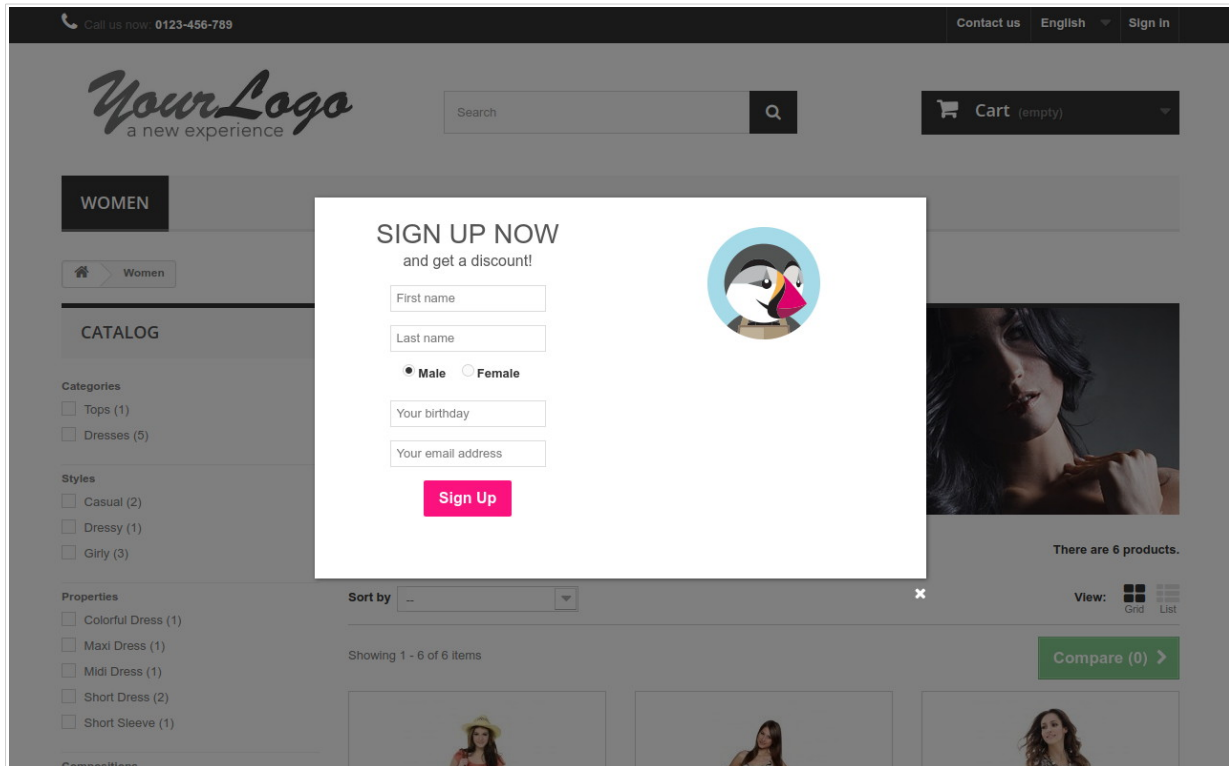 Call us now: 0123-456-789
Contact us
English
Sign in
YourLogo
a new experience
Search
Cart (empty)
WOMEN
Women
CATALOG
Categories
Tops (1)
Dresses (5)
Styles
Casual (2)
Dressy (1)
Girly (3)
Properties
Colorful Dress (1)
Maxi Dress (1)
Midi Dress (1)
Short Dress (2)
Short Sleeve (1)
Compositions
SIGN UP NOW
and get a discount!
First name
Last name
Male Female
Your birthday
Your email address
Sign Up
There are 6 products.
Sort by --
View:
Grid List
Showing 1 - 6 of 6 items
Compare (0)